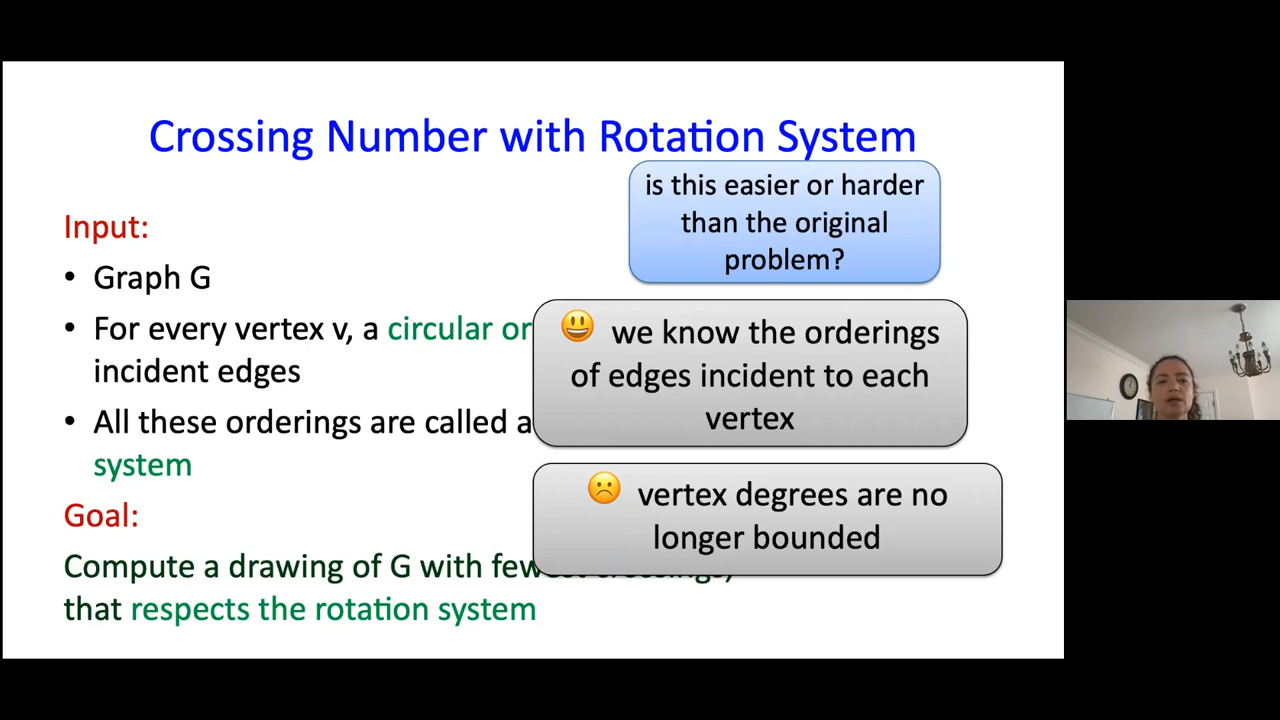 Crossing Number with Rotation System
is this easier or harder
than the original
problem?
Input:
• Graph G
• For every vertex v, a circular or
incident edges
• All these orderings are called a
system
😃 we know the orderings
of edges incident to each
vertex
☹️ vertex degrees are no
longer bounded
Goal:
Compute a drawing of G with fewest crossings,
that respects the rotation system